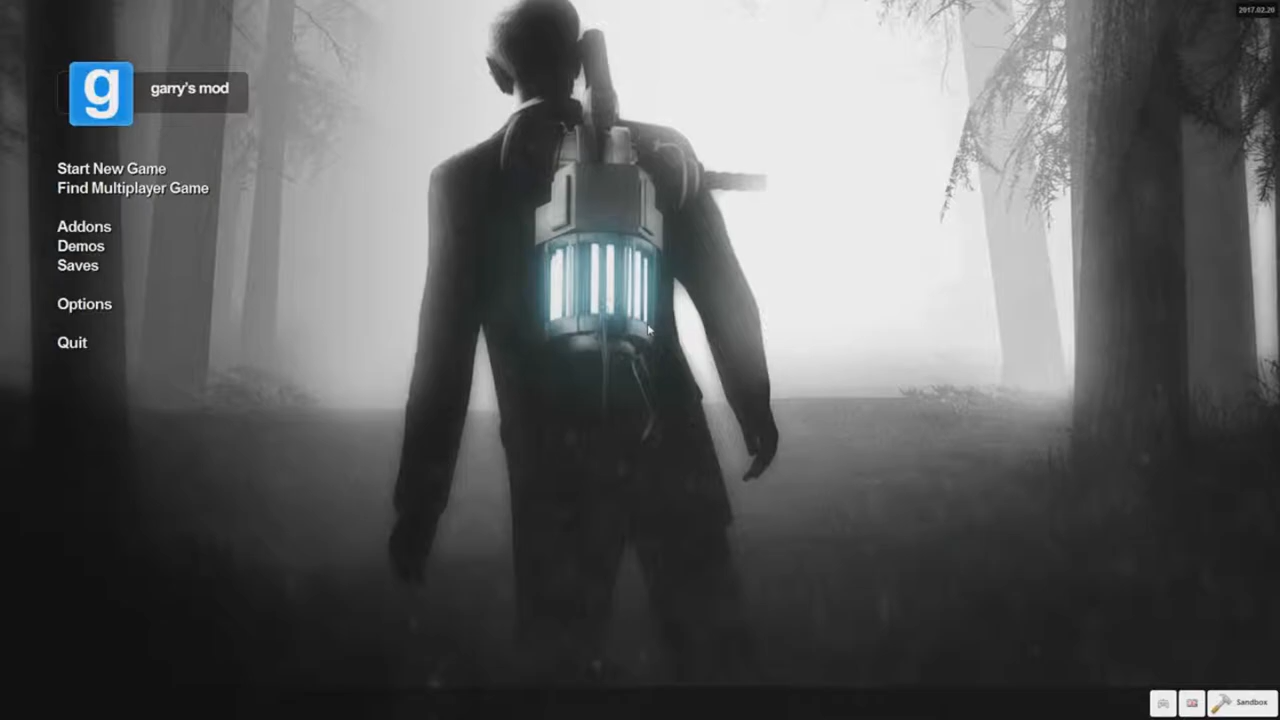 2017.02.20
g
garry's mod
Start New Game
Find Multiplayer Game
Addons
Demos
Saves
Options
Quit
Sandbox